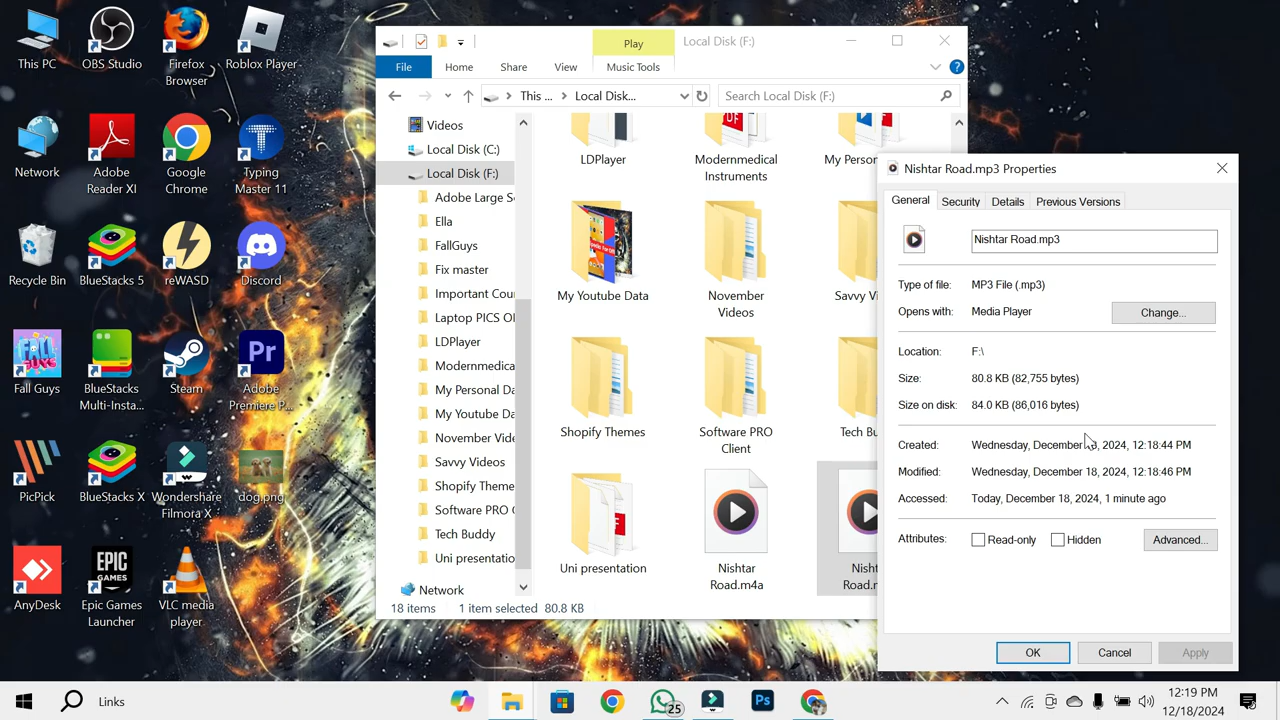 This PC
OBS Studio
Firefox
Browser
Roblox Player
Network
Adobe
Reader XI
Google
Chrome
Typing
Master 11
Recycle Bin
BlueStacks 5
reWASD
Discord
Fall Guys
BlueStacks
Multi-Insta...
Steam
Adobe
Premiere P...
PicPick
BlueStacks X
Wondershare
Filmora X
dog.png
AnyDesk
Epic Games
Launcher
VLC media
player
Play
Local Disk (F:)
File
Home
Share
View
Music Tools
This ...
Local Disk...
Search Local Disk (F:)
Videos
Local Disk (C:)
Local Disk (F:)
Adobe Large S
Ella
FallGuys
Fix master
Important Cou
Laptop PICS Ol
LDPlayer
Modernmedica
My Personal Da
My Youtube Da
November Vide
Savvy Videos
Shopify Theme
Software PRO C
Tech Buddy
Uni presentatio
Network
LDPlayer
Modernmedical
Instruments
My Person
My Youtube Data
November
Videos
Savvy Vi
Shopify Themes
Software PRO
Client
Tech Bu
Uni presentation
Nishtar
Road.m4a
Nisht
Road.m
18 items
1 item selected 80.8 KB
Nishtar Road.mp3 Properties
General
Security
Details
Previous Versions
Nishtar Road.mp3
Type of file: MP3 File (.mp3)
Opens with: Media Player
Change...
Location: F:\
Size: 80.8 KB (82,755 bytes)
Size on disk: 84.0 KB (86,016 bytes)
Created: Wednesday, December 18, 2024, 12:18:44 PM
Modified: Wednesday, December 18, 2024, 12:18:46 PM
Accessed: Today, December 18, 2024, 1 minute ago
Attributes: Read-only Hidden
Advanced...
OK
Cancel
Apply
Links
25
Ps
12:19 PM
12/18/2024